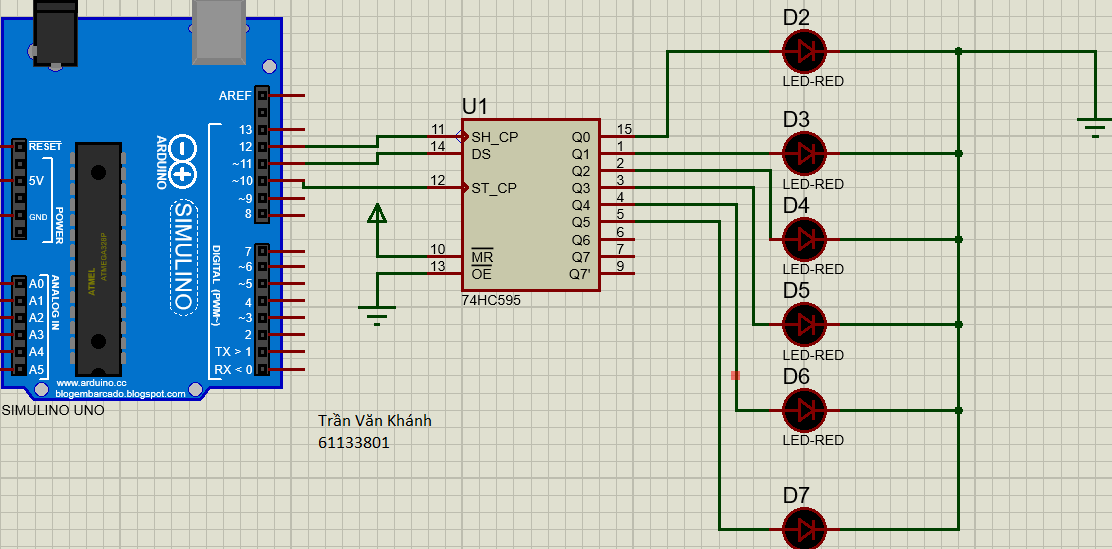 AREF
13
12
~11
~10
~9
8
RESET
5V
GND
POWER
ARDUINO
SIMULINO
ATMEL
ATMEGA328P
DIGITAL (PWM~)
7
~6
~5
4
~3
2
TX > 1
RX < 0
ANALOG IN
A0
A1
A2
A3
A4
A5
www.arduino.cc
blogembarcado.blogspot.com
SIMULINO UNO
Trần Văn Khánh
61133801
U1
11 SH_CP
14 DS
12 ST_CP
10 MR
13 OE
Q0 15
Q1 1
Q2 2
Q3 3
Q4 4
Q5 5
Q6 6
Q7 7
Q7' 9
74HC595
D2
LED-RED
D3
LED-RED
D4
LED-RED
D5
LED-RED
D6
LED-RED
D7